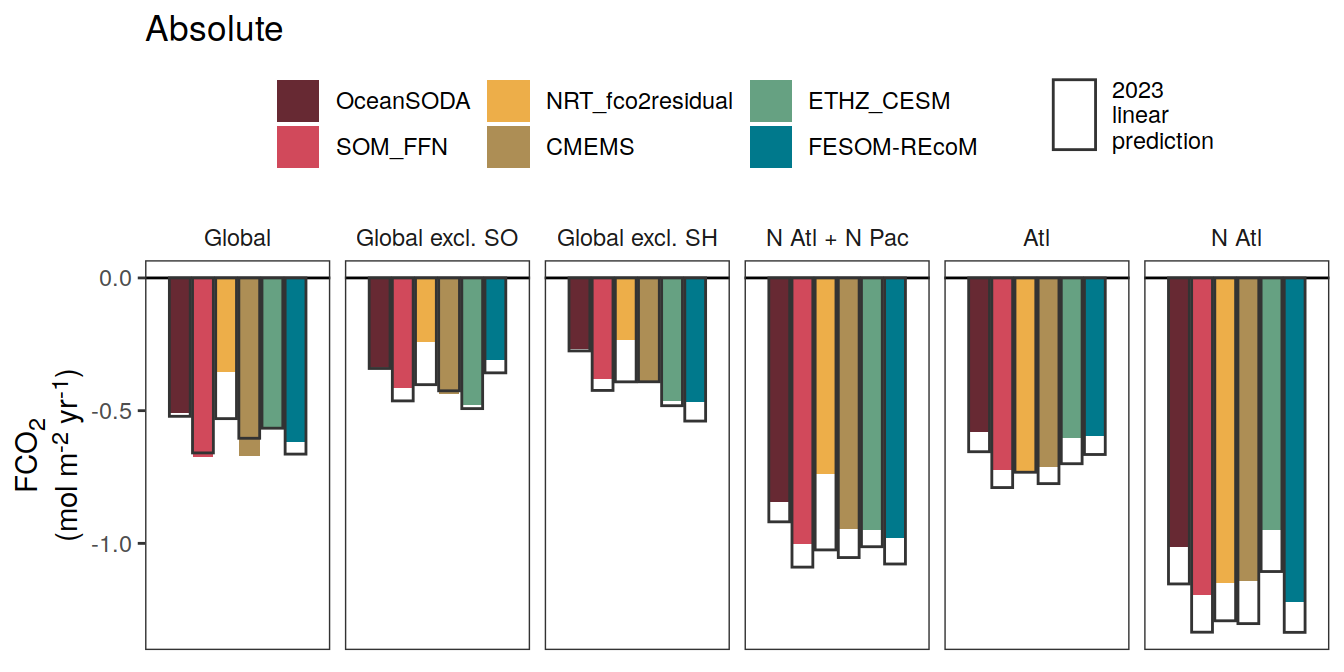 Absolute
OceanSODA
NRT_fco2residual
ETHZ_CESM
SOM_FFN
CMEMS
FESOM-REcoM
2023
linear
prediction
Global
Global excl. SO
Global excl. SH
N Atl + N Pac
Atl
N Atl
0.0
-0.5
-1.0
FCO2
(mol m-2 yr-1)